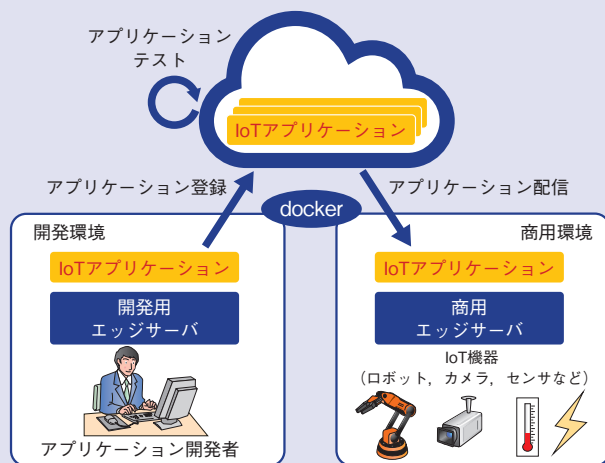 アプリケーション
テスト
IoTアプリケーション
アプリケーション登録
アプリケーション配信
docker
開発環境
IoTアプリケーション
開発用
エッジサーバ
アプリケーション開発者
商用環境
IoTアプリケーション
商用
エッジサーバ
IoT機器
（ロボット，カメラ，センサなど）